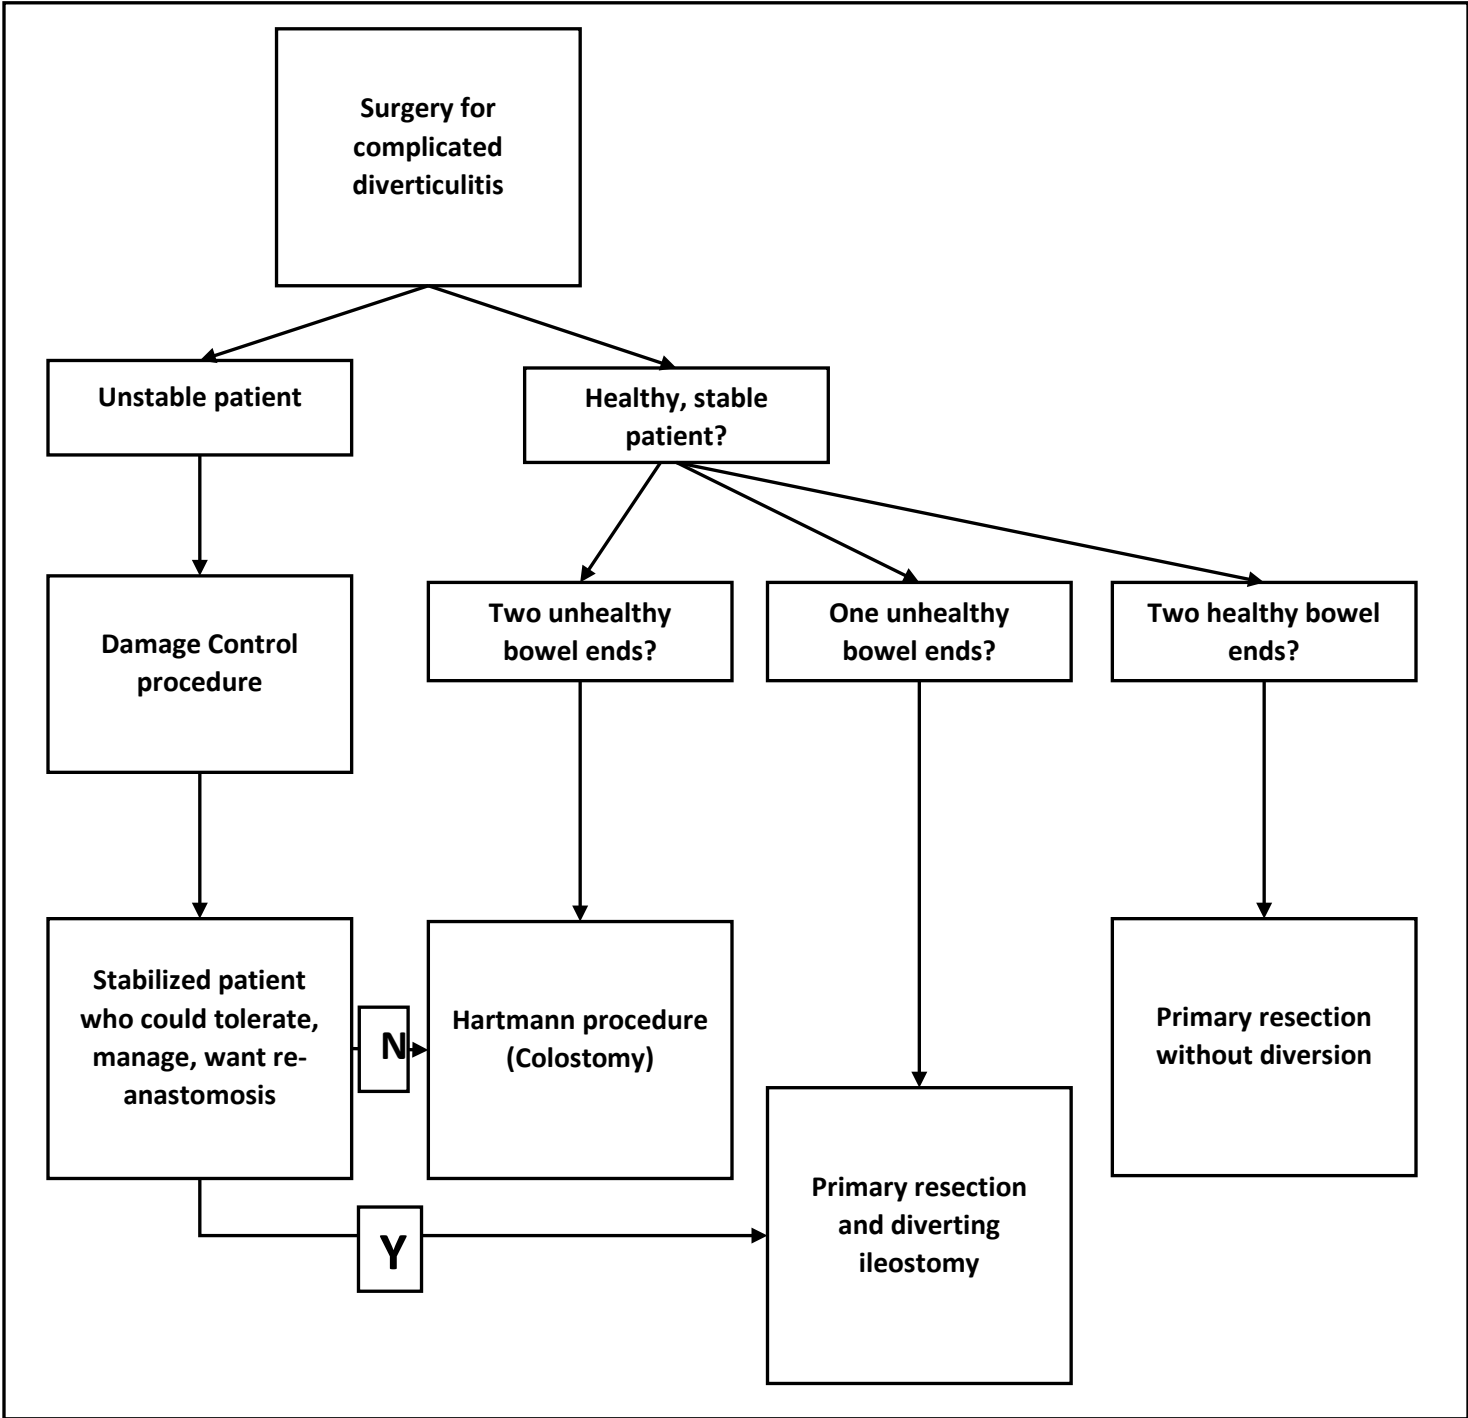 Surgery for
complicated
diverticulitis
Unstable patient
Healthy, stable
patient?
Damage Control
procedure
Two unhealthy
bowel ends?
One unhealthy
bowel ends?
Two healthy bowel
ends?
Stabilized patient
who could tolerate,
manage, want re-
anastomosis
N
Hartmann procedure
(Colostomy)
Primary resection
without diversion
Y
Primary resection
and diverting
ileostomy